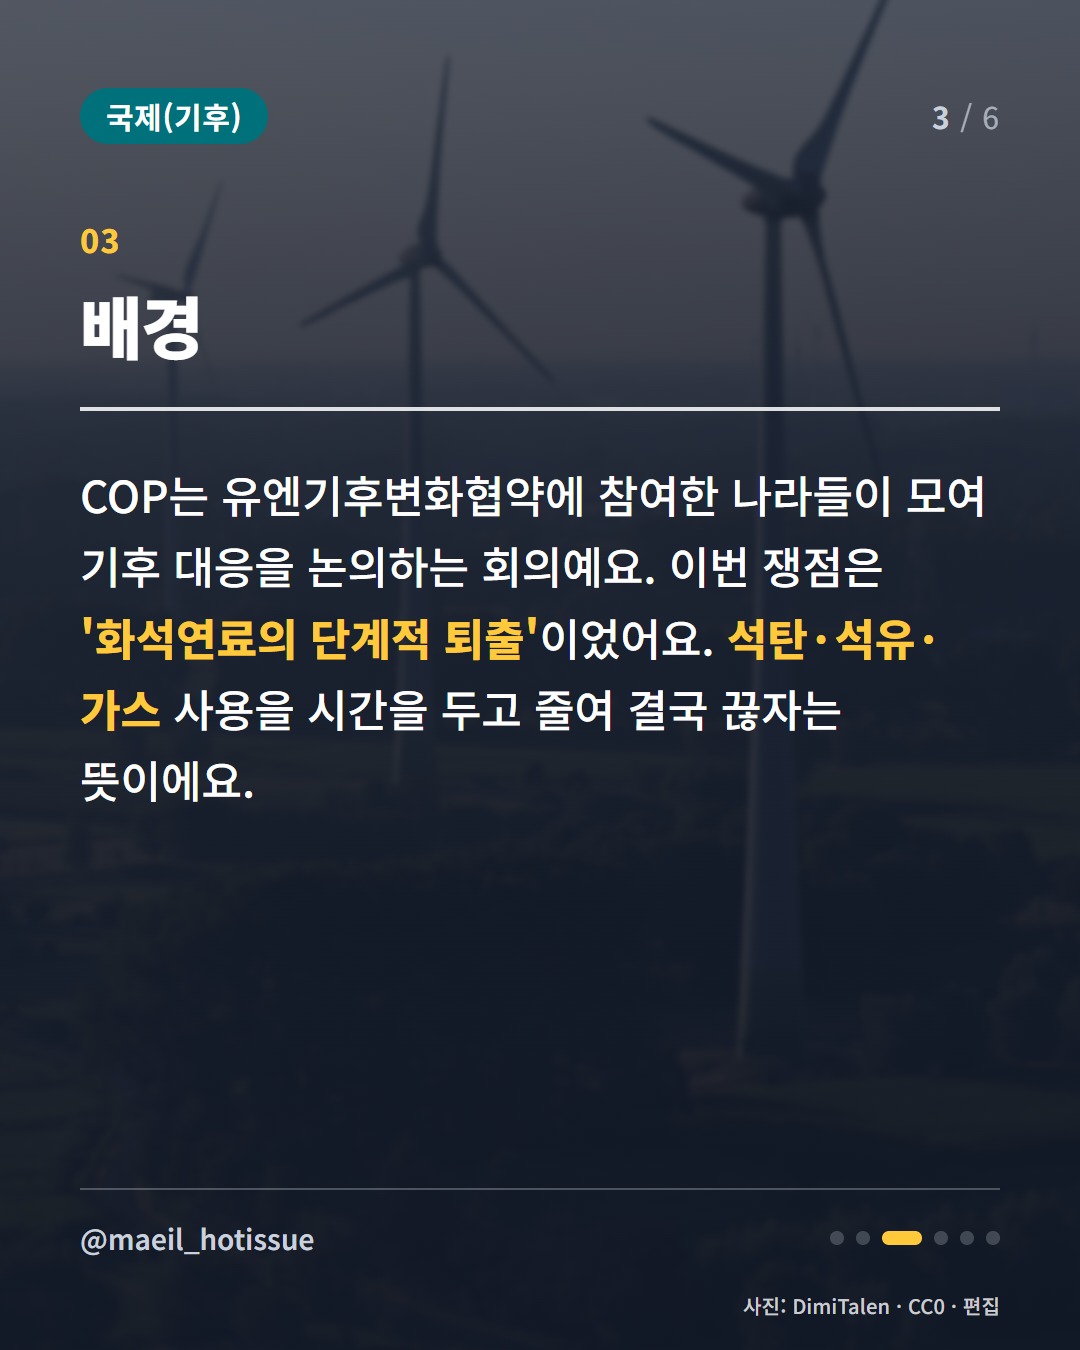 국제(기후)
3 / 6
03
배경
COP는 유엔기후변화협약에 참여한 나라들이 모여
기후 대응을 논의하는 회의예요. 이번 쟁점은
'화석연료의 단계적 퇴출'이었어요. 석탄·석유·
가스 사용을 시간을 두고 줄여 결국 끊자는
뜻이에요.
@maeil_hotissue
사진: DimiTalen · CC0 · 편집